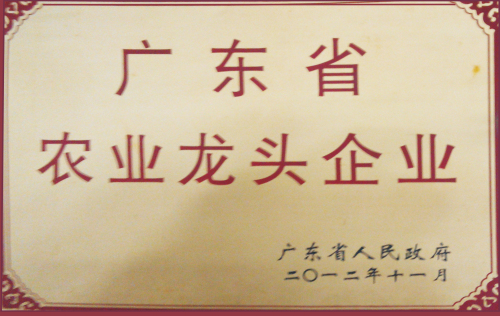 广东省
农业龙头企业
广东省人民政府
二〇一二年十一月